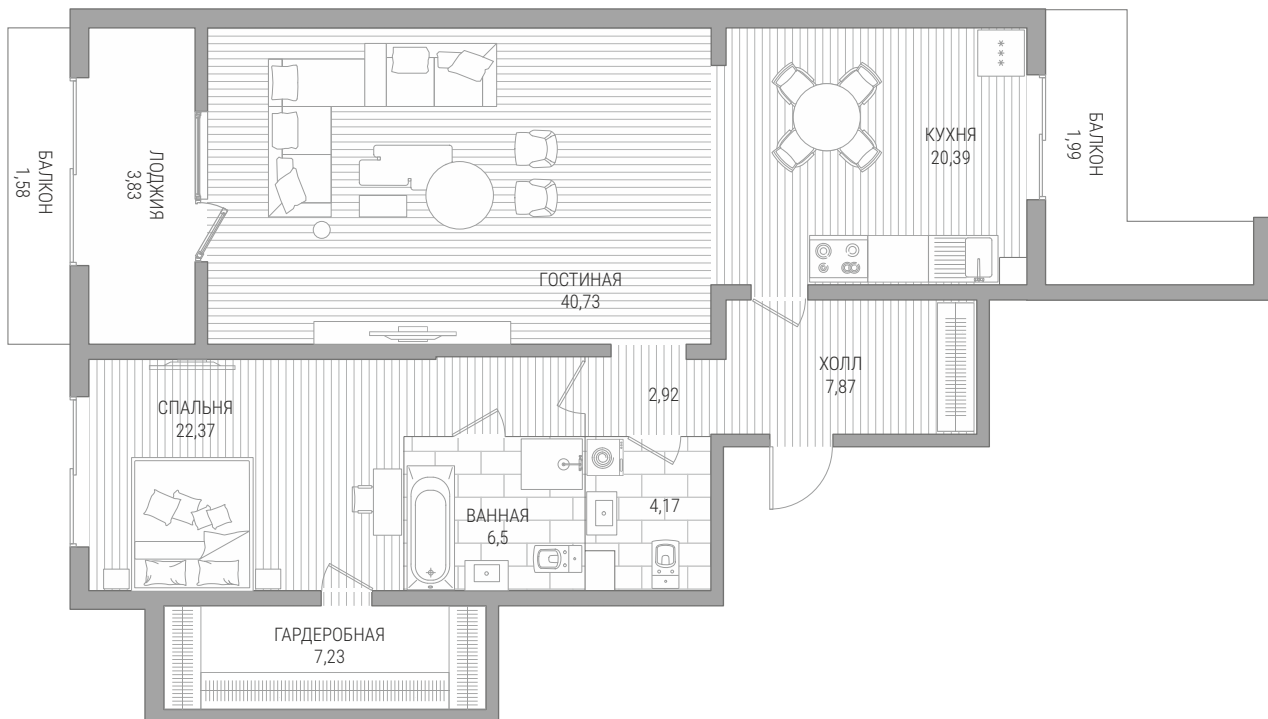 БАЛКОН
1,58
ЛОДЖИЯ
3,83
ГОСТИНАЯ
40,73
КУХНЯ
20,39
БАЛКОН
1,99
ХОЛЛ
7,87
2,92
СПАЛЬНЯ
22,37
ВАННАЯ
6,5
4,17
ГАРДЕРОБНАЯ
7,23